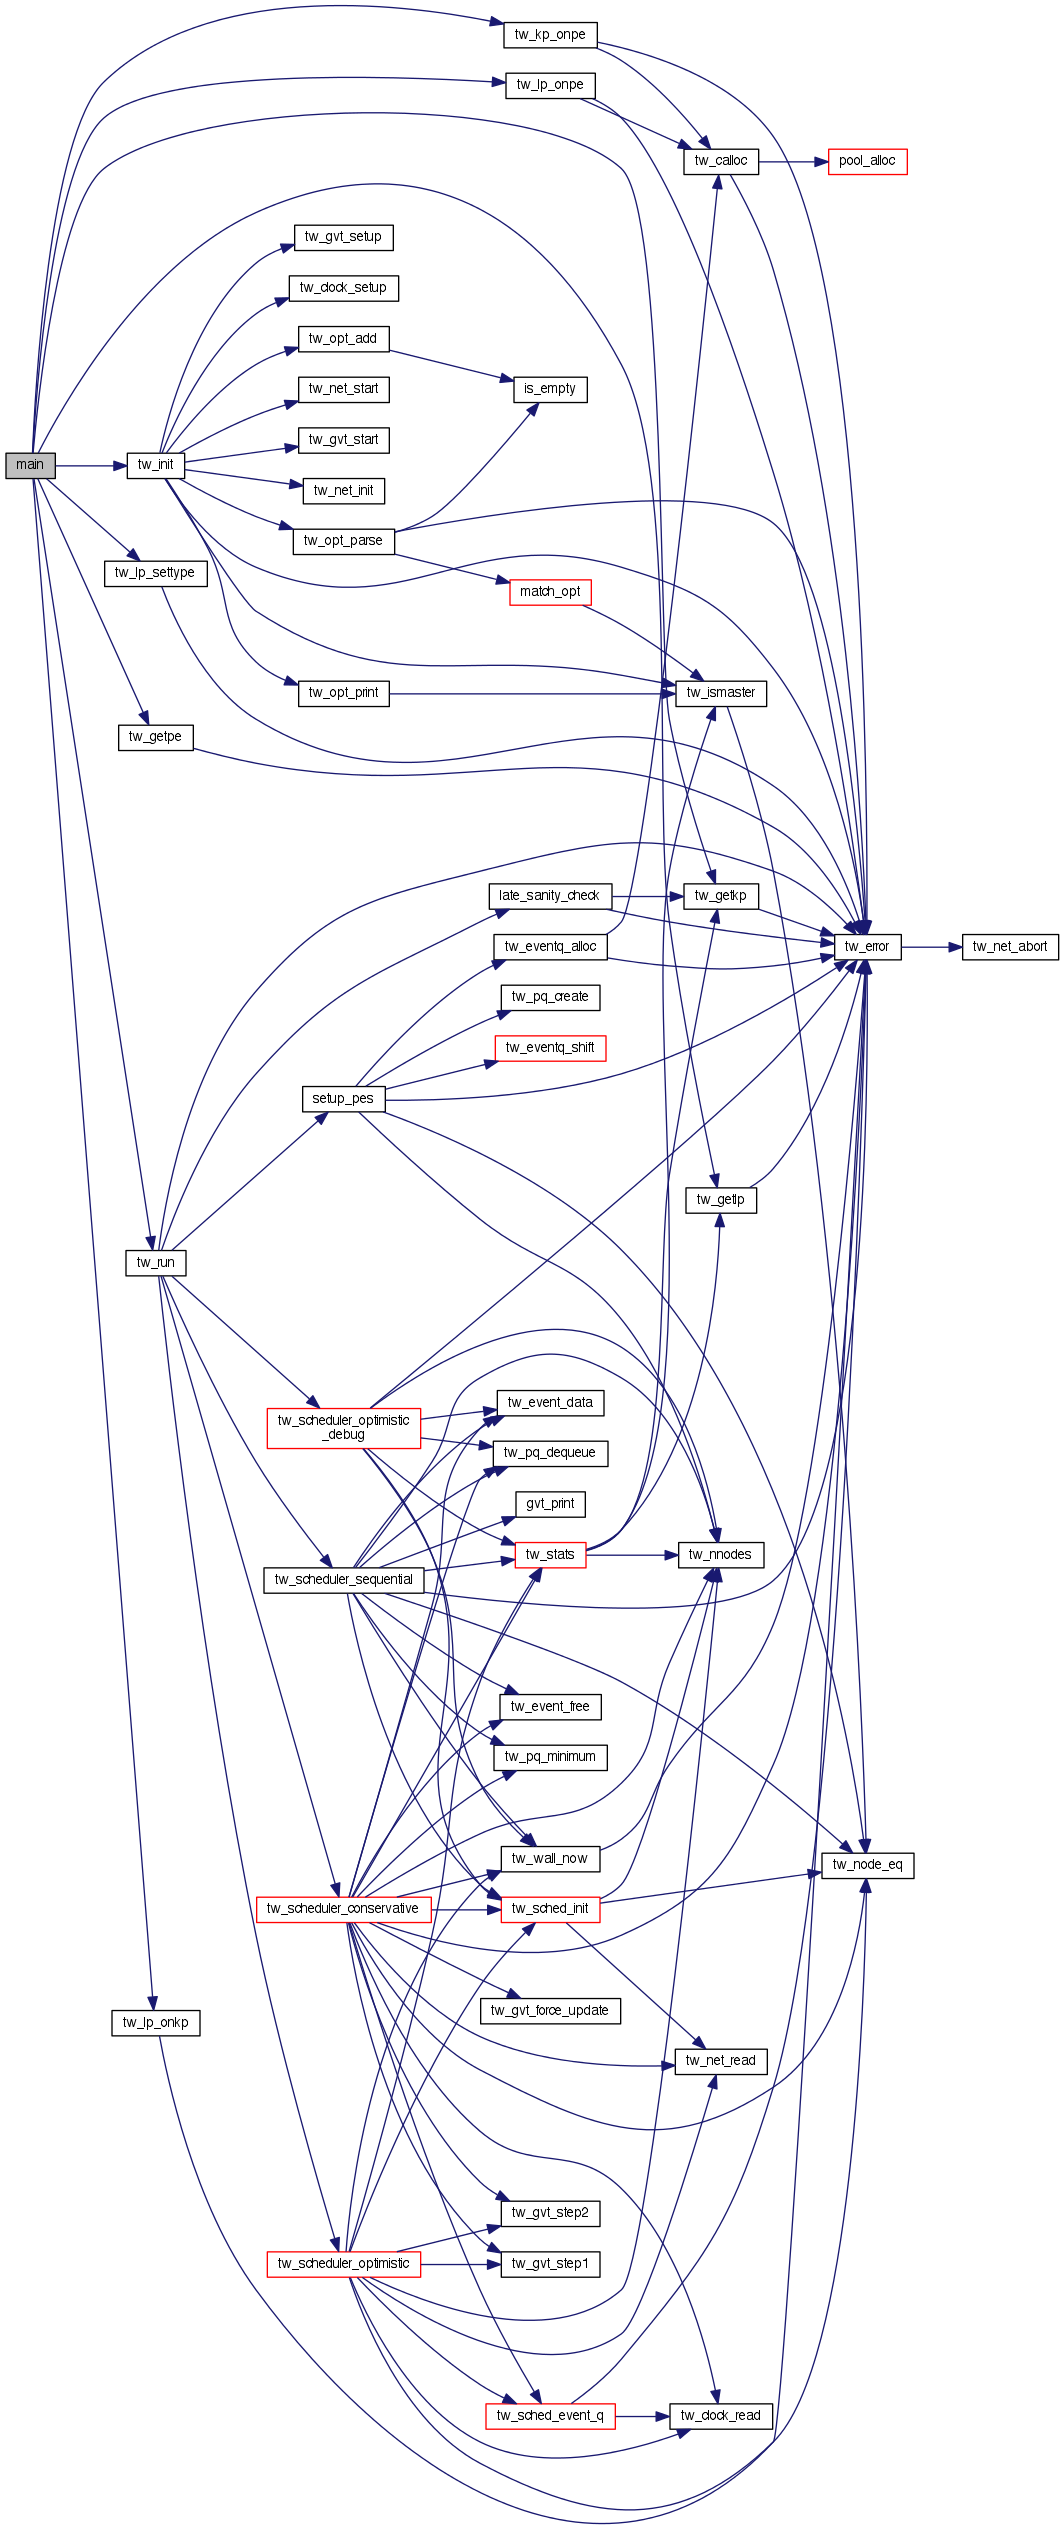 tw_kp_onpe
tw_lp_onpe
tw_calloc
pool_alloc
tw_gvt_setup
tw_clock_setup
tw_opt_add
is_empty
tw_net_start
tw_gvt_start
main
tw_init
tw_net_init
tw_opt_parse
tw_lp_settype
match_opt
tw_opt_print
tw_ismaster
tw_getpe
late_sanity_check
tw_getkp
tw_eventq_alloc
tw_error
tw_net_abort
tw_pq_create
tw_eventq_shift
setup_pes
tw_getlp
tw_run
tw_event_data
tw_scheduler_optimistic
_debug
tw_pq_dequeue
gvt_print
tw_stats
tw_nnodes
tw_scheduler_sequential
tw_event_free
tw_pq_minimum
tw_wall_now
tw_node_eq
tw_scheduler_conservative
tw_sched_init
tw_gvt_force_update
tw_lp_onkp
tw_net_read
tw_gvt_step2
tw_scheduler_optimistic
tw_gvt_step1
tw_sched_event_q
tw_clock_read